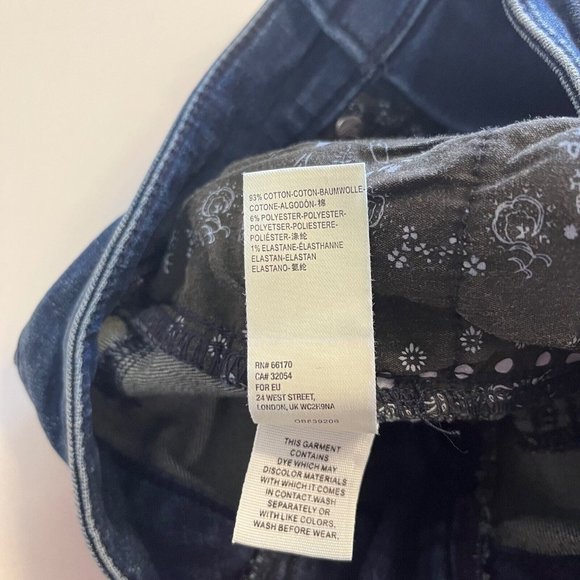 93% COTTON-COTON-BAUMWOLLE-
COTONE-ALGODÓN-棉
6% POLYESTER-POLYESTER-
POLYETSER-POLIESTERE-
POLIÉSTER-涤纶
1% ELASTANE-ÉLASTHANNE
ELASTAN-ELASTAN
ELASTANO-氨纶
RN# 66170
CA# 32054
FOR EU
24 WEST STREET,
LONDON, UK WC2H9NA
THIS GARMENT
CONTAINS
DYE WHICH MAY
DISCOLOR MATERIALS
WITH WHICH IT COMES
IN CONTACT.WASH
SEPARATELY OR
WITH LIKE COLORS.
WASH BEFORE WEAR.